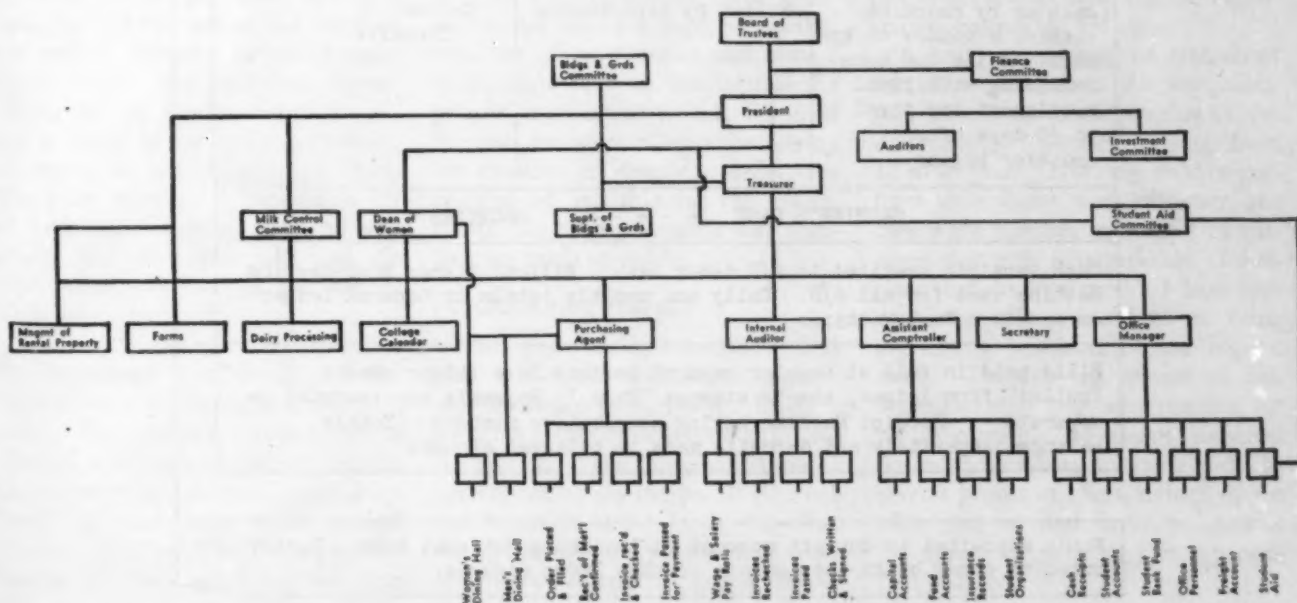 Board of
Trustees
Bldgs & Grds
Committee
Finance
Committee
President
Auditors
Investment
Committee
Treasurer
Milk Control
Committee
Dean of
Women
Supt. of
Bldgs & Grds
Student Aid
Committee
Mngmt of
Rental Property
Farms
Dairy Processing
College
Calendar
Purchasing
Agent
Internal
Auditor
Assistant
Comptroller
Secretary
Office
Manager
Women's
Dining
Men's
Dining Hall
Order Placed
& Filed
Rec't of Mat'l
Confirmed
Invoice rec'd
& Checked
Invoice Passed
for Payment
Wage & Salary
Pay Rolls
Invoices
Rechecked
Invoices
Passed
Checks Written
& Signed
Capital
Account
Fund
Account
Insurance
Records
Student
Organizations
Cash
Receipts
Student
Accounts
Student
Bank Fund
Office
Personnel
Freight
Account
Student
Aid